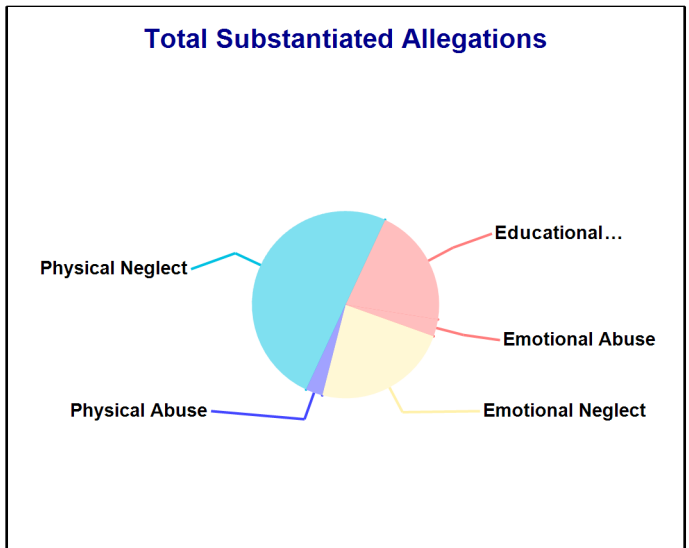 Total Substantiated Allegations
Educational...
Physical Neglect
Emotional Abuse
Physical Abuse
Emotional Neglect